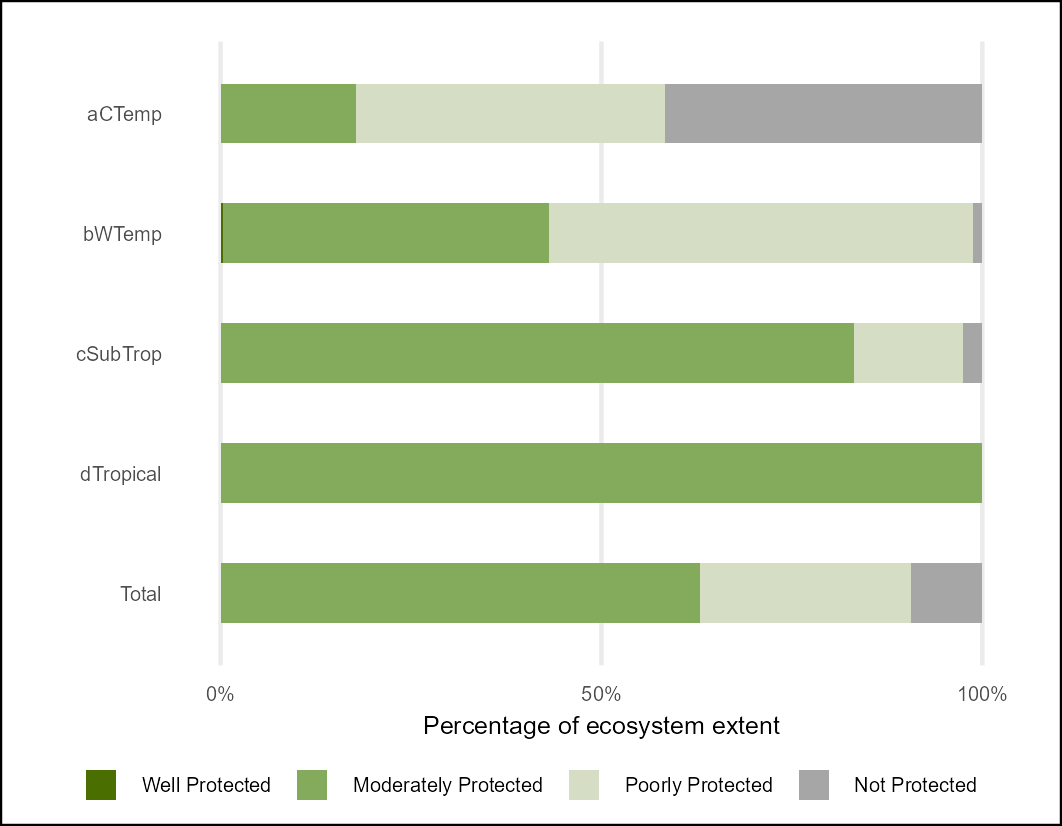 aCTemp
bWTemp
cSubTrop
dTropical
Total
0% 50% 100%
Percentage of ecosystem extent
Well Protected Moderately Protected Poorly Protected Not Protected